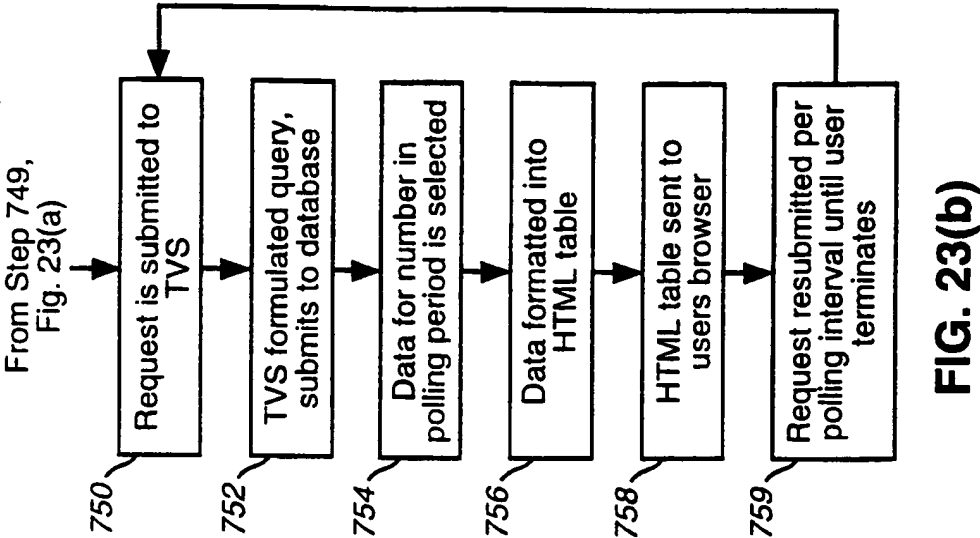 From Step 749,
Fig. 23(a)
750
Request is submitted to
TVS
752
TVS formulated query,
submits to database
754
Data for number in
polling period is selected
756
Data formatted into
HTML table
758
HTML table sent to
users browser
759
Request resubmitted per
polling interval until user
terminates
FIG. 23(b)